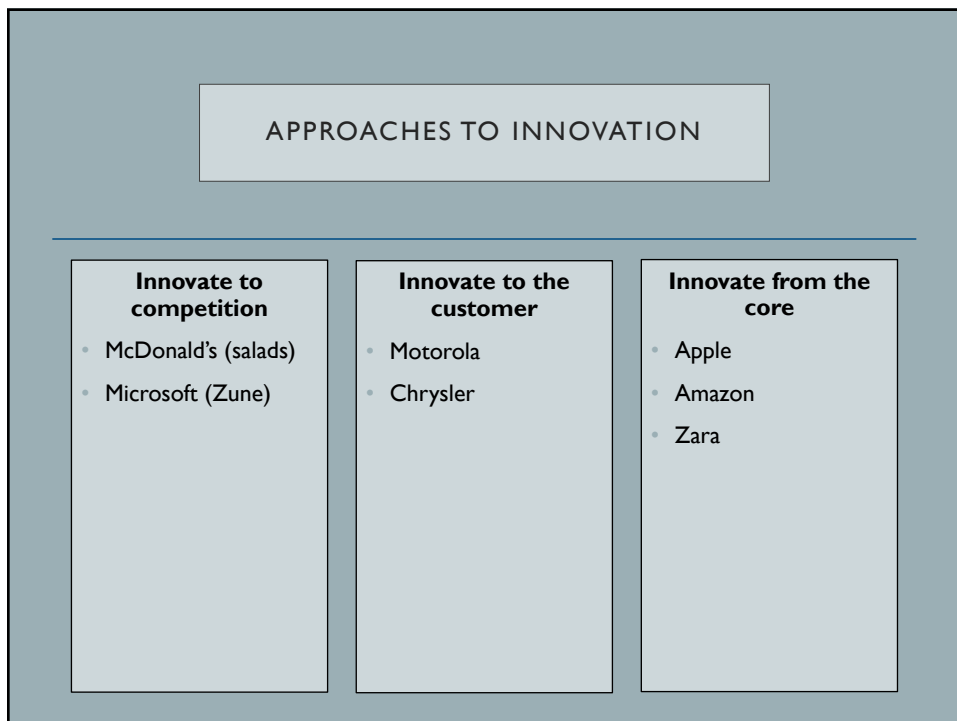 APPROACHES TO INNOVATION
Innovate to
competition
• McDonald’s (salads)
• Microsoft (Zune)
Innovate to the
customer
• Motorola
• Chrysler
Innovate from the
core
• Apple
• Amazon
• Zara